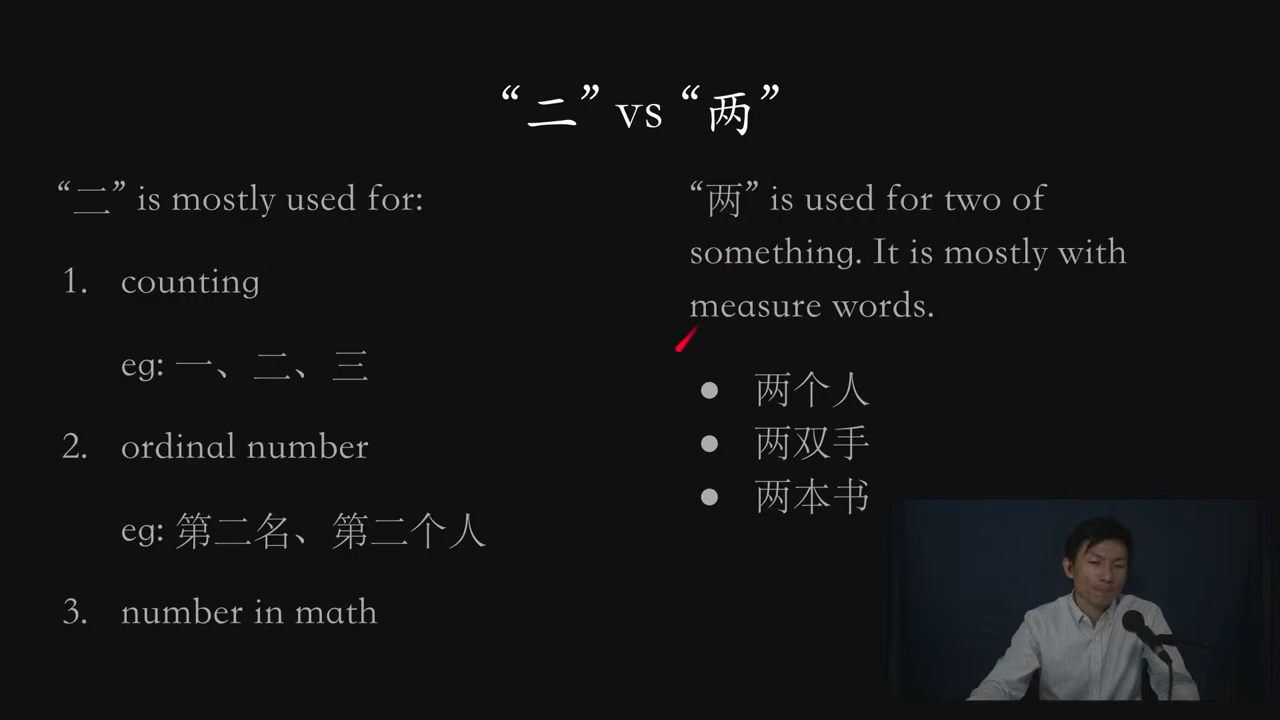 “二” vs “两”
“二” is mostly used for:
1. counting
eg: 一、二、三
2. ordinal number
eg: 第二名、第二个人
3. number in math
“两” is used for two of
something. It is mostly with
measure words.
● 两个人
● 两双手
● 两本书